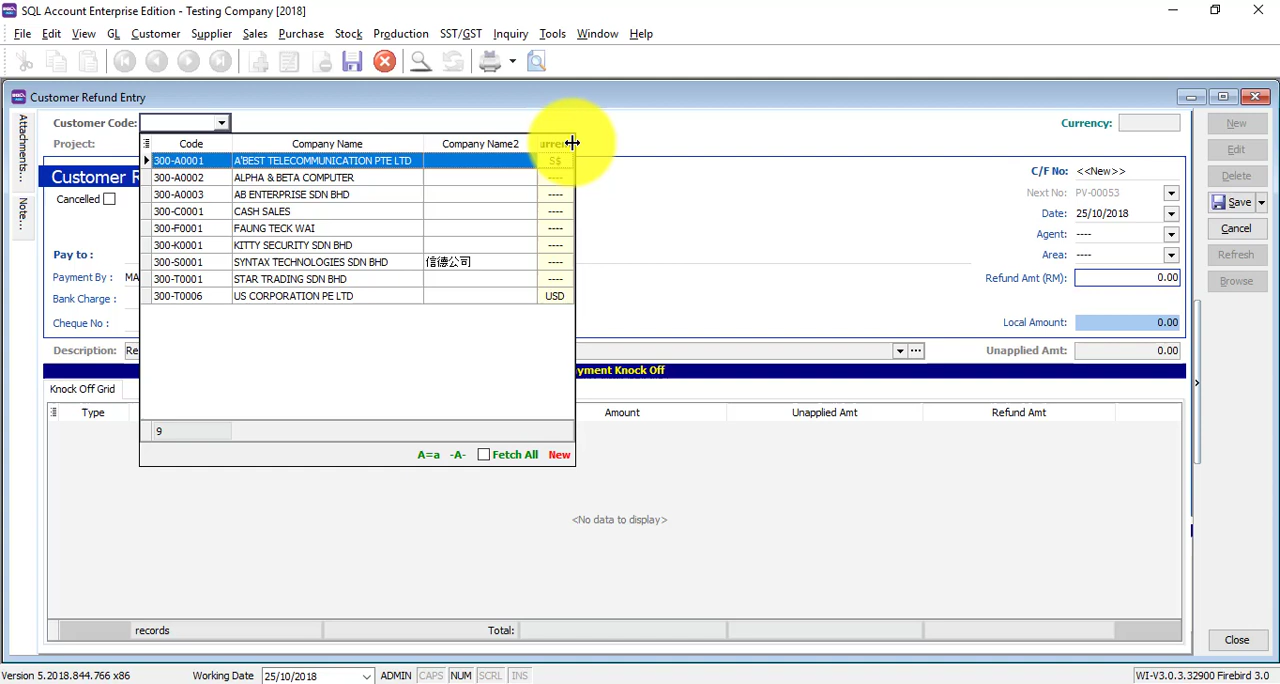 SQL Account Enterprise Edition - Testing Company [2018]
File Edit View GL Customer Supplier Sales Purchase Stock Production SST/GST Inquiry Tools Window Help
Customer Refund Entry
Attachments...
Note...
Customer Code:
Currency:
New
Project:
Code Company Name Company Name2
300-A0001 A'BEST TELECOMMUNICATION PTE LTD S$
300-A0002 ALPHA & BETA COMPUTER ----
300-A0003 AB ENTERPRISE SDN BHD ----
300-C0001 CASH SALES ----
300-F0001 FAUNG TECK WAI ----
300-K0001 KITTY SECURITY SDN BHD ----
300-S0001 SYNTAX TECHNOLOGIES SDN BHD 信德公司 ----
300-T0001 STAR TRADING SDN BHD ----
300-T0006 US CORPORATION PE LTD USD
9
A=a -A- Fetch All New
Customer R
Cancelled
Pay to :
Payment By : MA
Bank Charge :
Cheque No :
Description: Re
C/F No: <<New>>
Next No: PV-00053
Date: 25/10/2018
Agent: ----
Area: ----
Refund Amt (RM): 0.00
Local Amount: 0.00
Unapplied Amt: 0.00
Edit
Delete
Save
Cancel
Refresh
Browse
yment Knock Off
Knock Off Grid
Type Amount Unapplied Amt Refund Amt
<No data to display>
records Total:
Close
Version 5.2018.844.766 x86 Working Date 25/10/2018 ADMIN CAPS NUM SCRL INS WI-V3.0.3.32900 Firebird 3.0